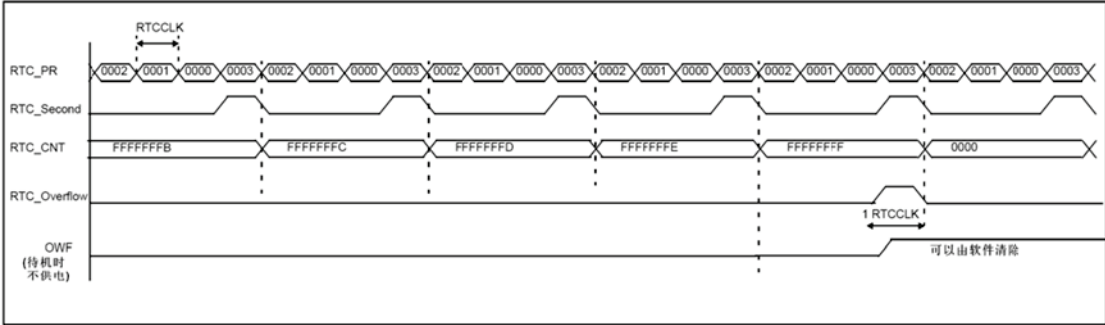 RTCCLK
RTC_PR 0002 0001 0000 0003 0002 0001 0000 0003 0002 0001 0000 0003 0002 0001 0000 0003 0002 0001 0000 0003 0002 0001 0000 0003
RTC_Second
RTC_CNT FFFFFFFB FFFFFFFC FFFFFFFD FFFFFFFE FFFFFFFF 0000
RTC_Overflow
1 RTCCLK
OWF 可以由软件清除
(待机时
不供电)